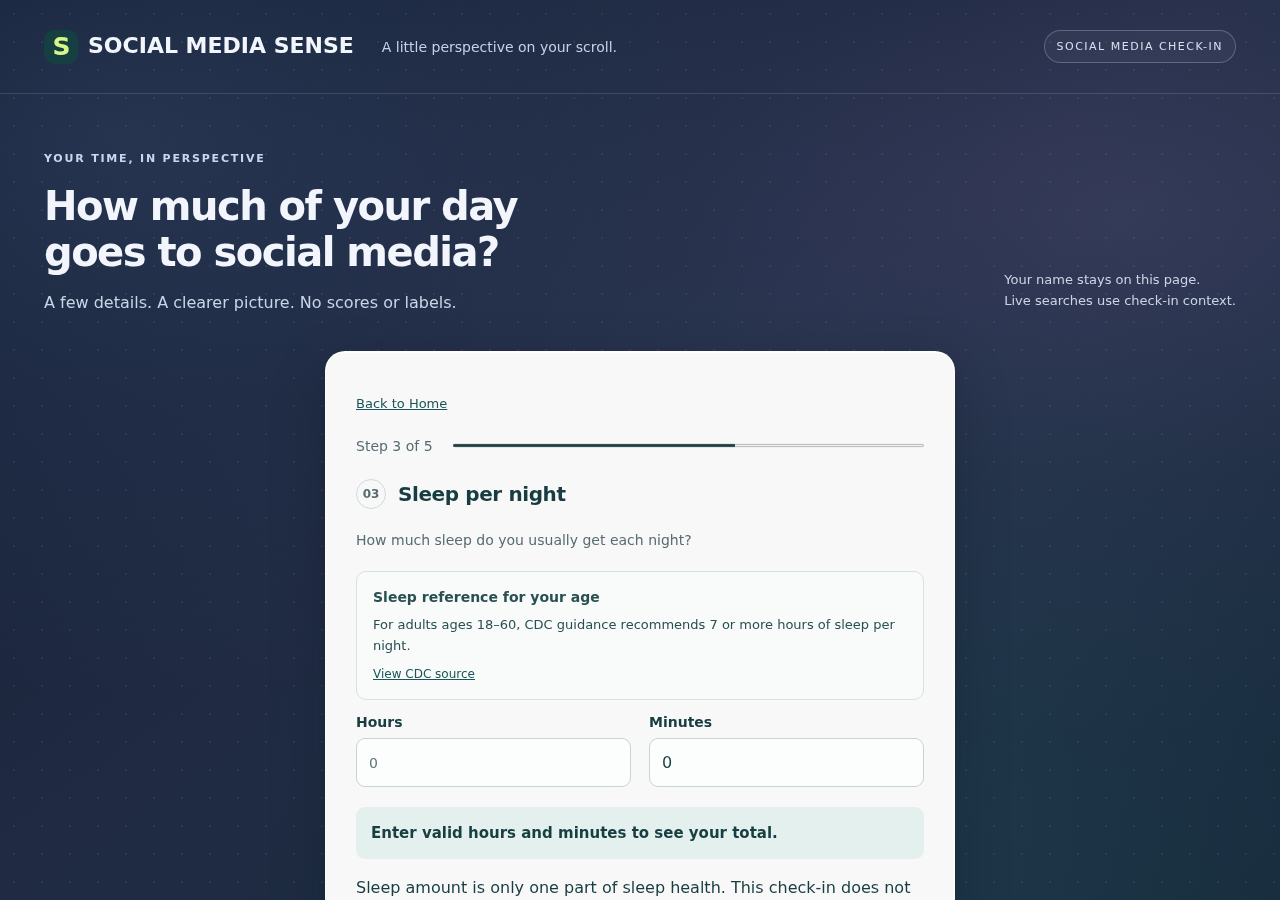 S SOCIAL MEDIA SENSE A little perspective on your scroll. SOCIAL MEDIA CHECK-IN
YOUR TIME, IN PERSPECTIVE
How much of your day
goes to social media?
A few details. A clearer picture. No scores or labels.
Your name stays on this page.
Live searches use check-in context.
Back to Home
Step 3 of 5
03 Sleep per night
How much sleep do you usually get each night?
Sleep reference for your age
For adults ages 18–60, CDC guidance recommends 7 or more hours of sleep per
night.
View CDC source
Hours Minutes
0 0
Enter valid hours and minutes to see your total.
Sleep amount is only one part of sleep health. This check-in does not